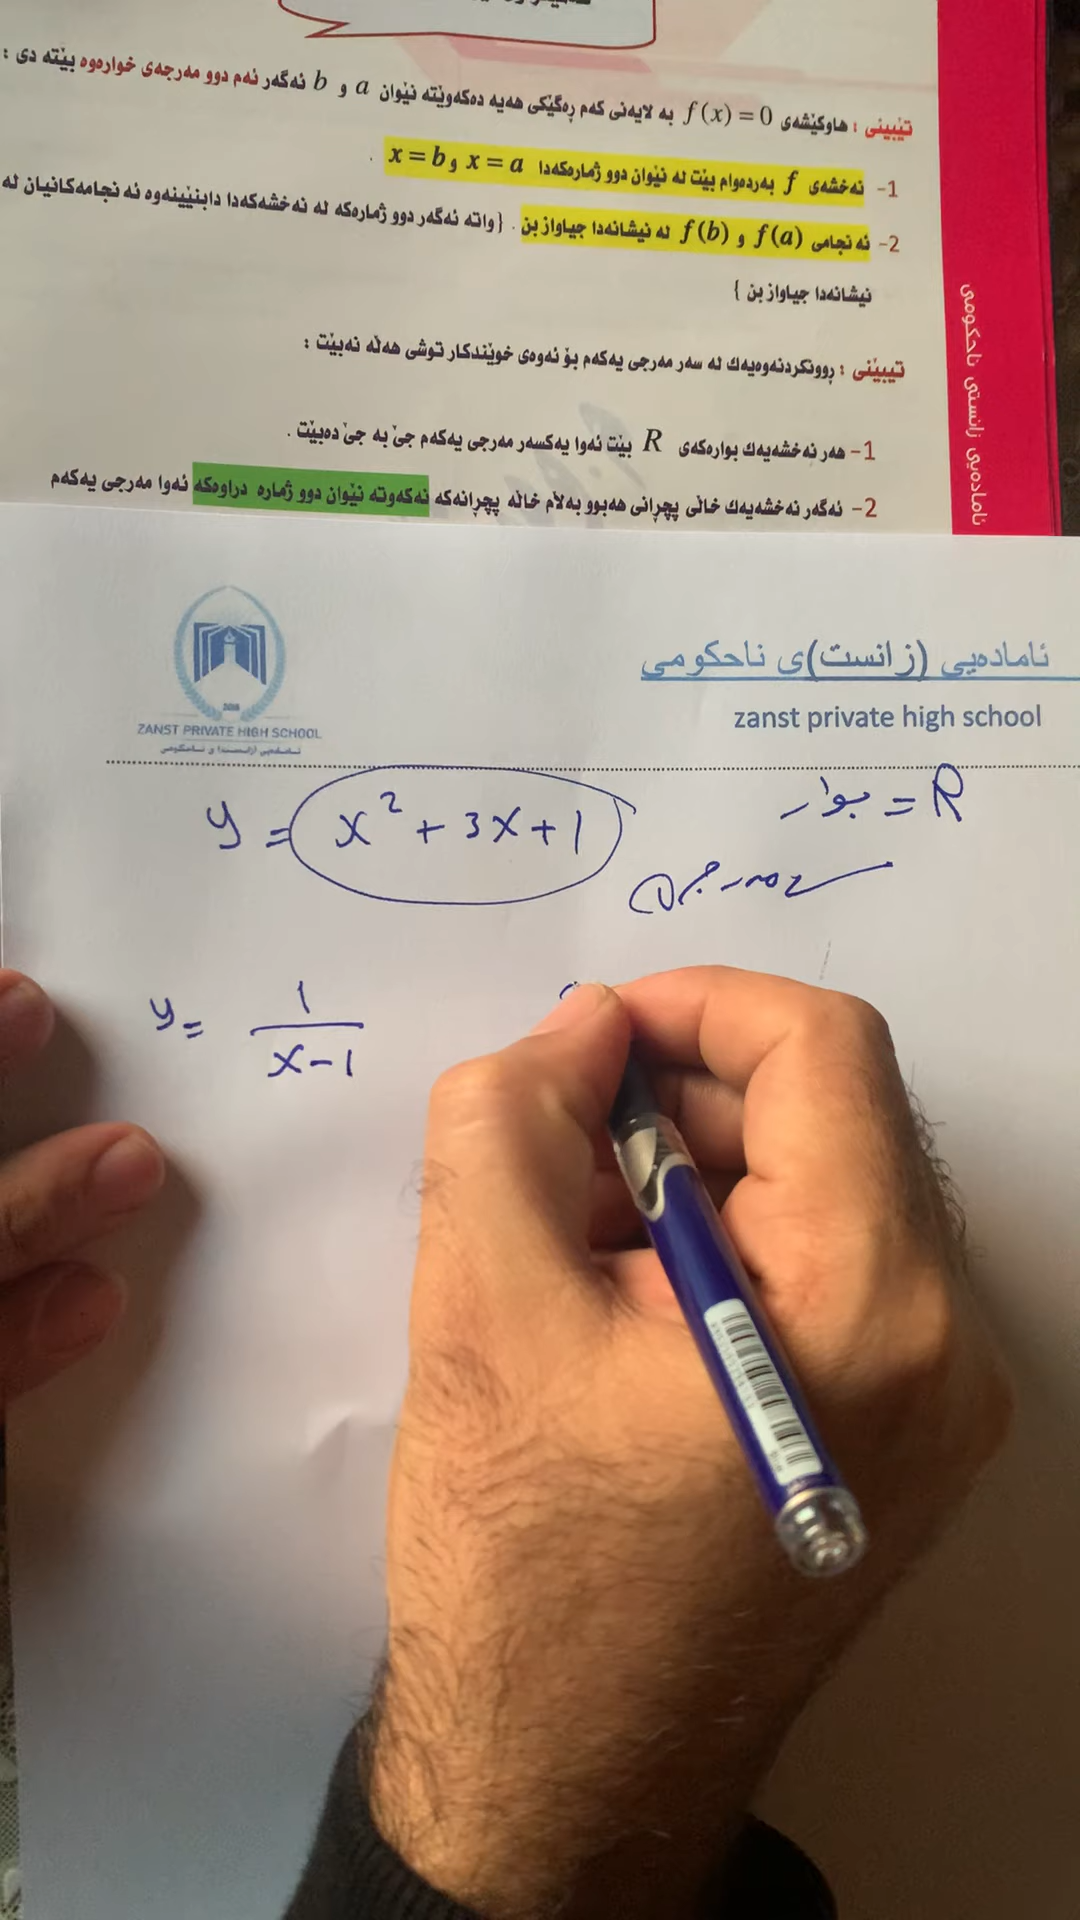 تێبینی : هاوکێشەی f(x) = 0 بە لایەنی کەم ڕەگێکی هەیە دەکەوێتە نێوان a و b ئەگەر ئەم دوو مەرجەی خوارەوە بێتە دی :
1- نەخشەی f بەردەوام بێت لە نێوان دوو ژمارەکەدا x = a و x = b .
2- ئەنجامی f(a) و f(b) لە نیشانەدا جیاواز بن . { واتە ئەگەر دوو ژمارەکە لە نەخشەکەدا دابنێینەوە ئەنجامەکانیان لە
نیشانەدا جیاواز بن }
تیبێنی : ڕوونکردنەوەیەك لە سەر مەرجی یەکەم بۆ ئەوەی خوێندکار توشی هەڵە نەبێت :
1- هەر نەخشەیەك بوارەکەی R بێت ئەوا یەکسەر مەرجی یەکەم جێ بە جێ دەبێت .
2- ئەگەر نەخشەیەك خاڵی پچڕانی هەبوو بەڵام خاڵە پچڕانەکە نەکەوتە نێوان دوو ژمارە دراوەکە ئەوا مەرجی یەکەم
ئامادەیی زانستی ناحکومی
ئامادەیی (زانست)ی ناحکومی
zanst private high school
ZANST PRIVATE HIGH SCHOOL
y = x² + 3x + 1
بوار = R
y = 1/(x-1)